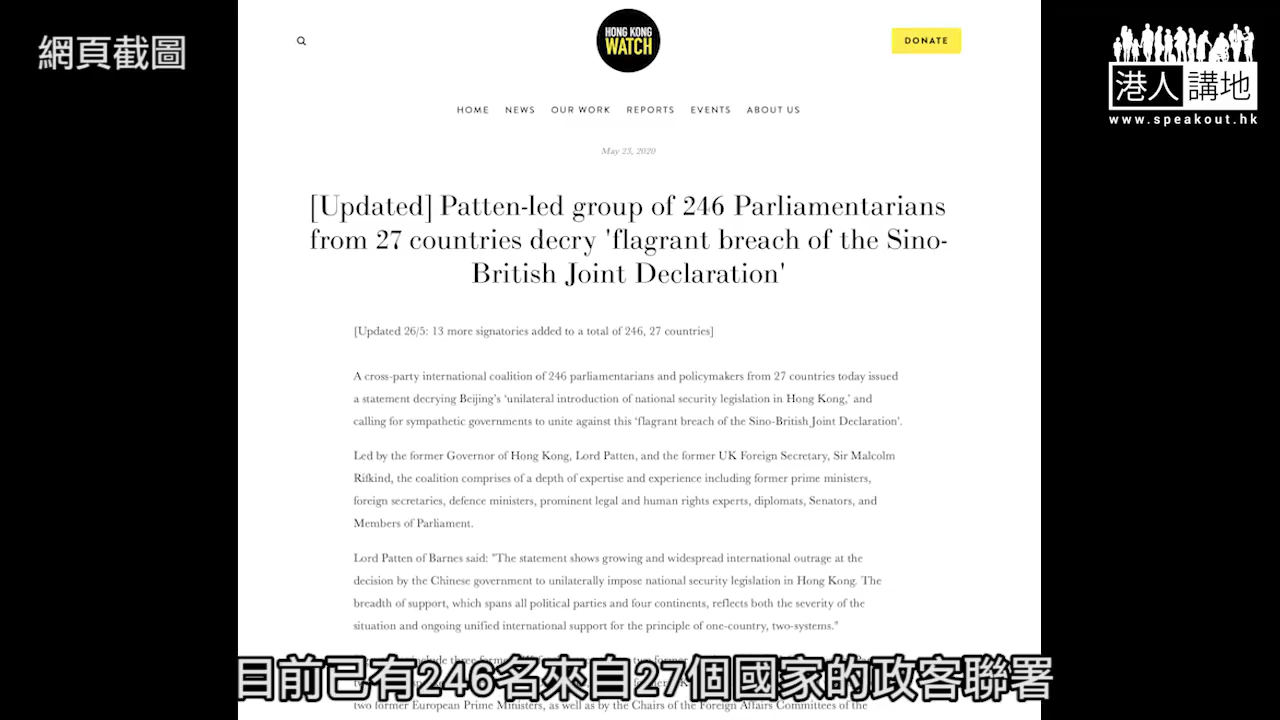 網頁截圖
HONG KONG
WATCH
DONATE
港人講地
www.speakout.hk
HOME NEWS OUR WORK REPORTS EVENTS ABOUT US
May 23, 2020
[Updated] Patten-led group of 246 Parliamentarians
from 27 countries decry 'flagrant breach of the Sino-
British Joint Declaration'
[Updated 26/5: 13 more signatories added to a total of 246, 27 countries]
A cross-party international coalition of 246 parliamentarians and policymakers from 27 countries today issued
a statement decrying Beijing's 'unilateral introduction of national security legislation in Hong Kong,' and
calling for sympathetic governments to unite against this 'flagrant breach of the Sino-British Joint Declaration'.
Led by the former Governor of Hong Kong, Lord Patten, and the former UK Foreign Secretary, Sir Malcolm
Rifkind, the coalition comprises of a depth of expertise and experience including former prime ministers,
foreign secretaries, defence ministers, prominent legal and human rights experts, diplomats, Senators, and
Members of Parliament.
Lord Patten of Barnes said: "The statement shows growing and widespread international outrage at the
decision by the Chinese government to unilaterally impose national security legislation in Hong Kong. The
breadth of support, which spans all political parties and four continents, reflects both the severity of the
situation and ongoing unified international support for the principle of one-country, two-systems."
目前已有246名來自27個國家的政客聯署
two former European Prime Ministers, as well as by the Chairs of the Foreign Affairs Committees of the